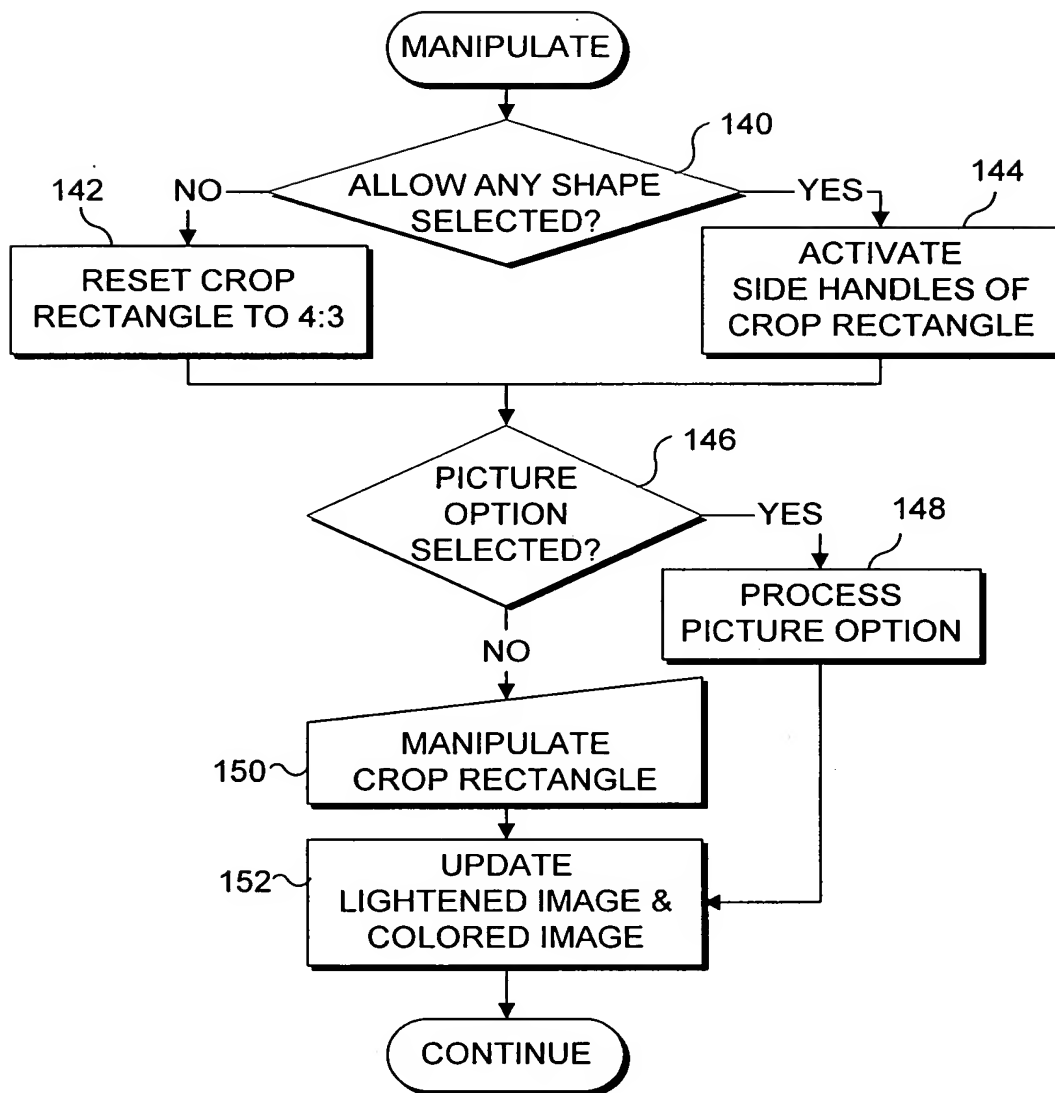 MANIPULATE
140
ALLOW ANY SHAPE
SELECTED?
NO
YES
142
144
RESET CROP
RECTANGLE TO 4:3
ACTIVATE
SIDE HANDLES OF
CROP RECTANGLE
146
PICTURE
OPTION
SELECTED?
YES
148
PROCESS
PICTURE OPTION
NO
150
MANIPULATE
CROP RECTANGLE
152
UPDATE
LIGHTENED IMAGE &
COLORED IMAGE
CONTINUE